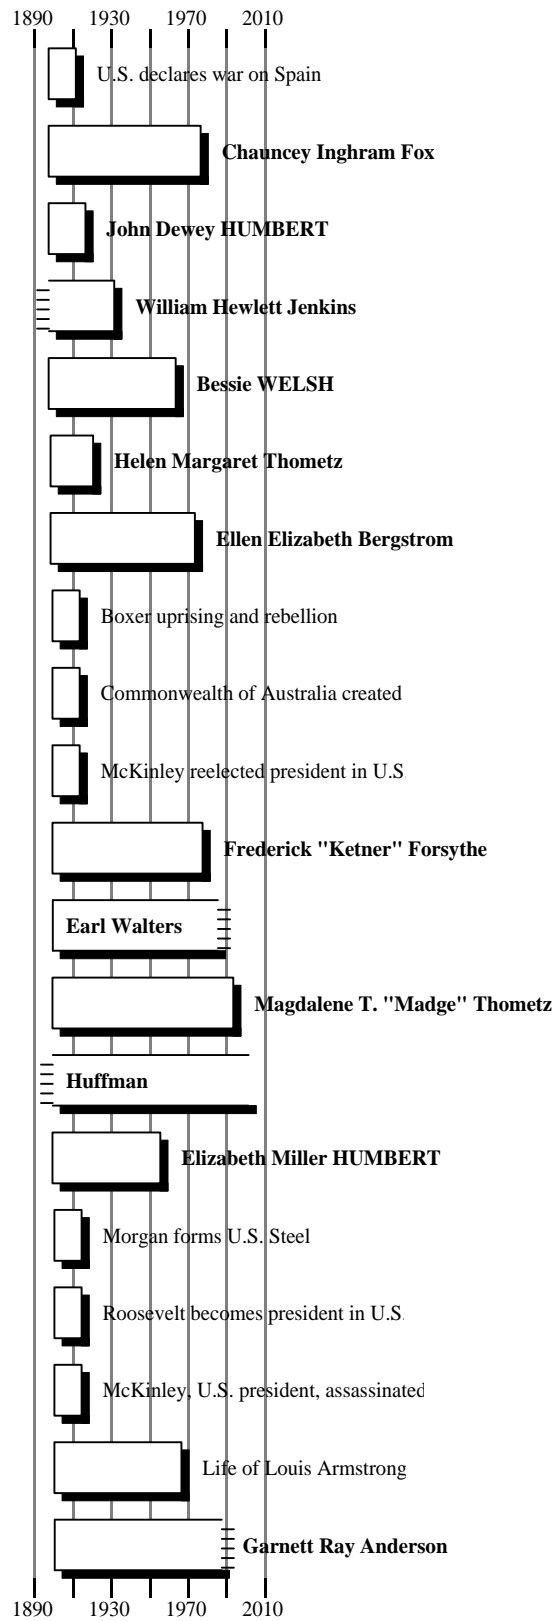 1890 1930 1970 2010
U.S. declares war on Spain
Chauncey Inghram Fox
John Dewey HUMBERT
William Hewlett Jenkins
Bessie WELSH
Helen Margaret Thometz
Ellen Elizabeth Bergstrom
Boxer uprising and rebellion
Commonwealth of Australia created
McKinley reelected president in U.S.
Frederick "Ketner" Forsythe
Earl Walters
Magdalene T. "Madge" Thometz
Huffman
Elizabeth Miller HUMBERT
Morgan forms U.S. Steel
Roosevelt becomes president in U.S.
McKinley, U.S. president, assassinated
Life of Louis Armstrong
Garnett Ray Anderson
1890 1930 1970 2010